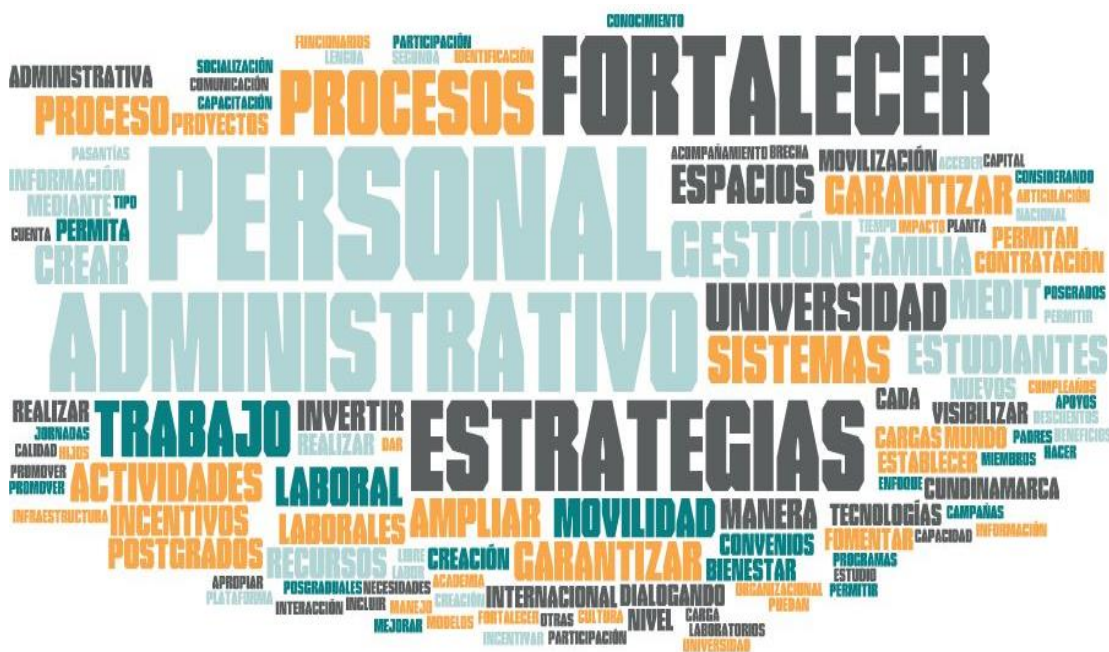 CONOCIMIENTO
FUNCIONARIOS PARTICIPACIÓN
LENGUA SEGUNDA IDENTIFICACIÓN
ADMINISTRATIVA SOCIALIZACIÓN
COMUNICACIÓN
CAPACITACIÓN
PROCESO PROYECTOS PROCESOS FORTALECER
PASANTÍAS
INFORMACIÓN
MEDIANTE TIPO
CUENTA PERMITA
CREAR
PERSONAL
ACOMPAÑAMIENTO BRECHA MOVILIZACIÓN ACCEDER CAPITAL
ESPACIOS GARANTIZAR CONSIDERANDO
ARTICULACIÓN
NACIONAL
GESTIÓN TIEMPO IMPACTO PLANTA PERMITAN
FAMILIA CONTRATACIÓN
ADMINISTRATIVO
UNIVERSIDAD MEDIT POSGRADOS
PERMITIR
SISTEMAS ESTUDIANTES
NUEVOS CUMPLEAÑOS
REALIZAR TRABAJO INVERTIR ESTRATEGIAS CADA APOYOS
VISIBILIZAR DESCUENTOS
JORNADAS REALIZAR DAR CARGAS MUNDO PADRES BENEFICIOS
CALIDAD HIJOS
ESTABLECER MIEMBROS HACER
PROMOVER ACTIVIDADES LABORAL ENFOQUE CUNDINAMARCA
PROMOVER
INFRAESTRUCTURA INCENTIVOS LABORALES AMPLIAR MOVILIDAD MANERA TECNOLOGÍAS CAMPAÑAS
FOMENTAR CAPACIDAD INFORMACIÓN
POSTGRADOS RECURSOS LIBRE CREACIÓN GARANTIZAR CONVENIOS
LABOR BIENESTAR PROGRAMAS
ESTUDIO
APROPIAR POSGRADUALES NECESIDADES ACADEMIA ORGANIZACIONAL PERMITIR
PLATAFORMA INTERACCIÓN INCLUIR MANEJO CREACIÓN INTERNACIONAL DIALOGANDO PUEDAN
MEJORAR MODELOS FORTALECER OTRAS CULTURA NIVEL CARGA
LABORATORIOS
INCENTIVAR PARTICIPACIÓN UNIVERSIDAD